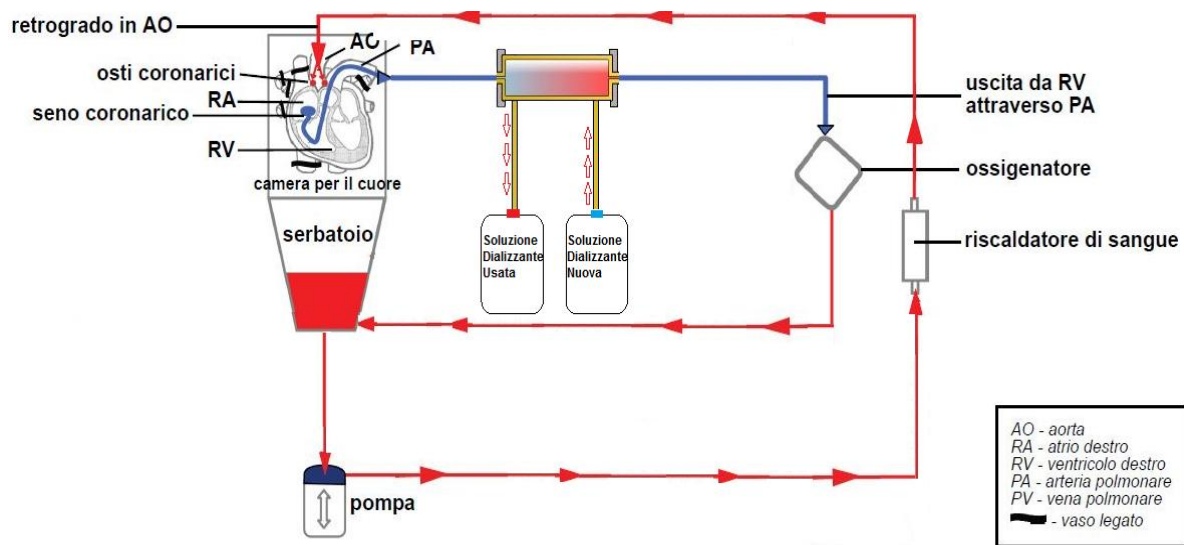 retrogrado in AO
AO
PA
osti coronarici
RA
seno coronarico
RV
camera per il cuore
serbatoio
Soluzione
Dializzante
Usata
Soluzione
Dializzante
Nuova
uscita da RV
attraverso PA
ossigenatore
riscaldatore di sangue
pompa
AO - aorta
RA - atrio destro
RV - ventricolo destro
PA - arteria polmonare
PV - vena polmonare
- vaso legato